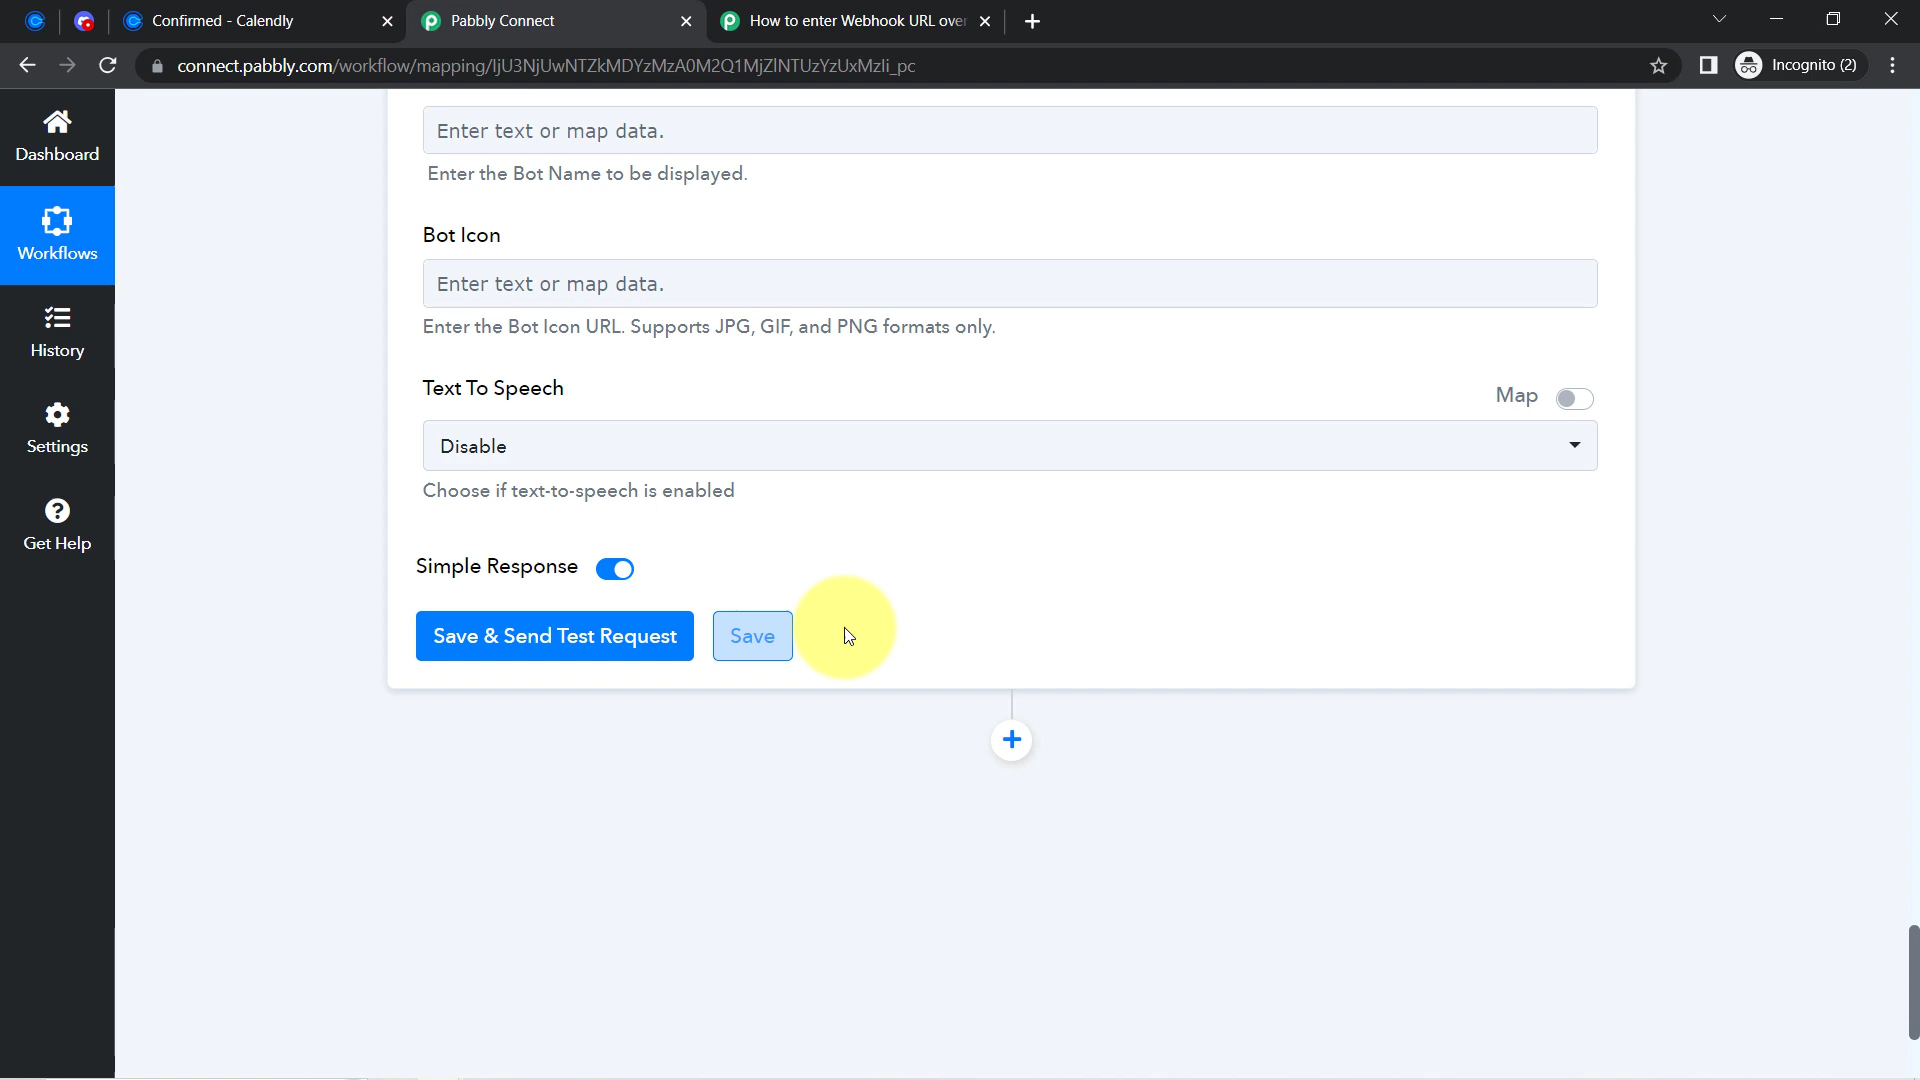 Confirmed - Calendly
Pabbly Connect
How to enter Webhook URL over
connect.pabbly.com/workflow/mapping/IjU3NjUwNTZkMDYzMzA0M2Q1MjZlNTUzYzUxMzIi_pc
Incognito (2)
Dashboard
Workflows
History
Settings
Get Help
Enter text or map data.
Enter the Bot Name to be displayed.
Bot Icon
Enter text or map data.
Enter the Bot Icon URL. Supports JPG, GIF, and PNG formats only.
Text To Speech
Map
Disable
Choose if text-to-speech is enabled
Simple Response
Save & Send Test Request
Save